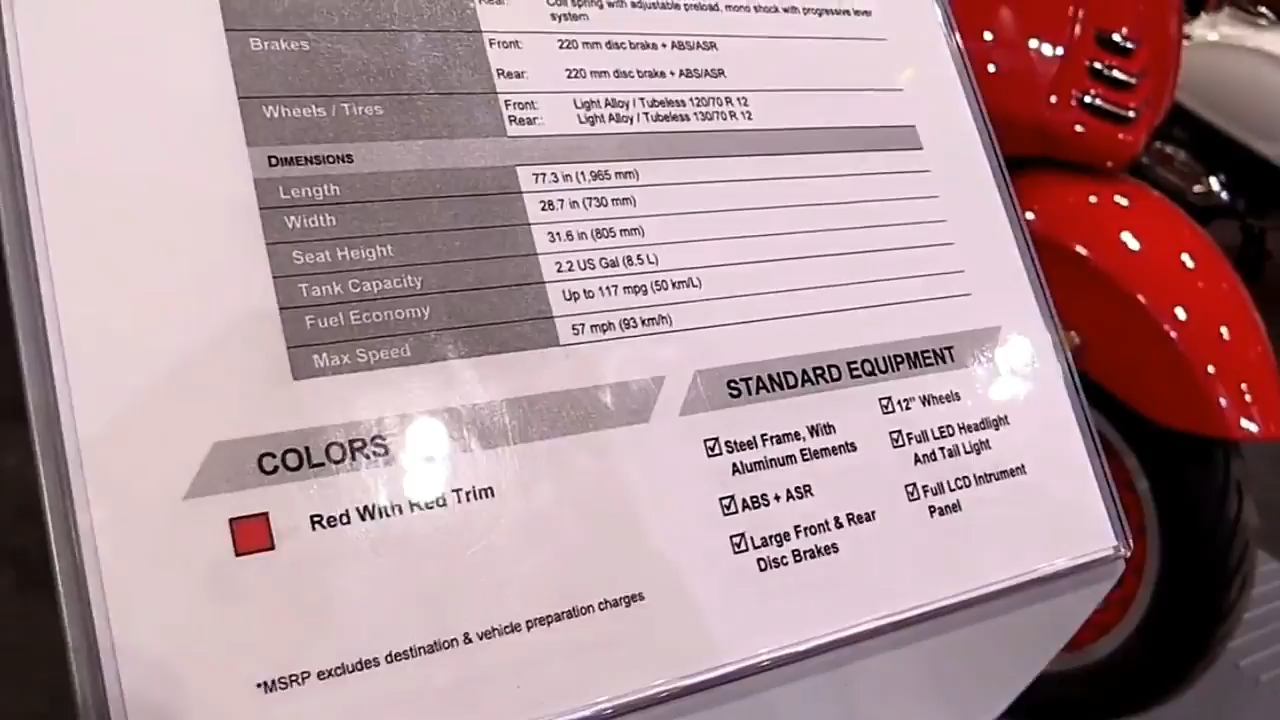 Rear: Coil spring with adjustable preload, mono shock with progressive lever
system
Brakes
Front: 220 mm disc brake + ABS/ASR
Rear: 220 mm disc brake + ABS/ASR
Wheels / Tires
Front: Light Alloy / Tubeless 120/70 R 12
Rear:: Light Alloy / Tubeless 130/70 R 12
DIMENSIONS
Length 77.3 in (1,965 mm)
Width 28.7 in (730 mm)
Seat Height 31.6 in (805 mm)
Tank Capacity 2.2 US Gal (8.5 L)
Fuel Economy Up to 117 mpg (50 km/L)
Max Speed 57 mph (93 km/h)
COLORS
Red With Red Trim
*MSRP excludes destination & vehicle preparation charges
STANDARD EQUIPMENT
Steel Frame, With
Aluminum Elements
ABS + ASR
Large Front & Rear
Disc Brakes
12" Wheels
Full LED Headlight
And Tail Light
Full LCD Intrument
Panel